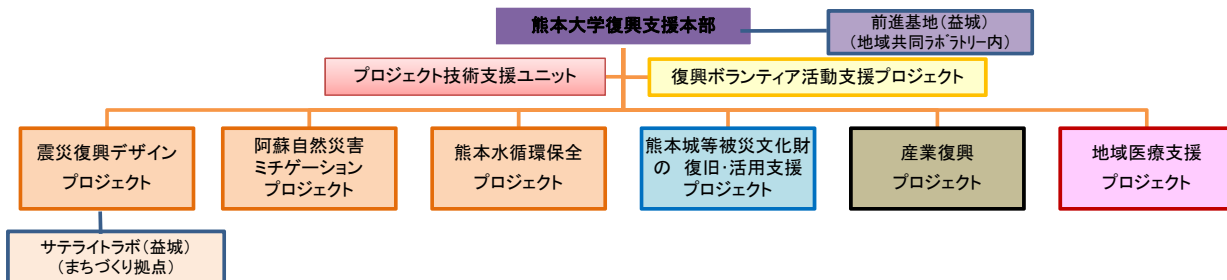 熊本大学復興支援本部
前進基地(益城)
(地域共同ラボラトリー内)
プロジェクト技術支援ユニット
復興ボランティア活動支援プロジェクト
震災復興デザイン
プロジェクト
阿蘇自然災害
ミチゲーション
プロジェクト
熊本水循環保全
プロジェクト
熊本城等被災文化財
の 復旧・活用支援
プロジェクト
産業復興
プロジェクト
地域医療支援
プロジェクト
サテライトラボ(益城)
(まちづくり拠点)